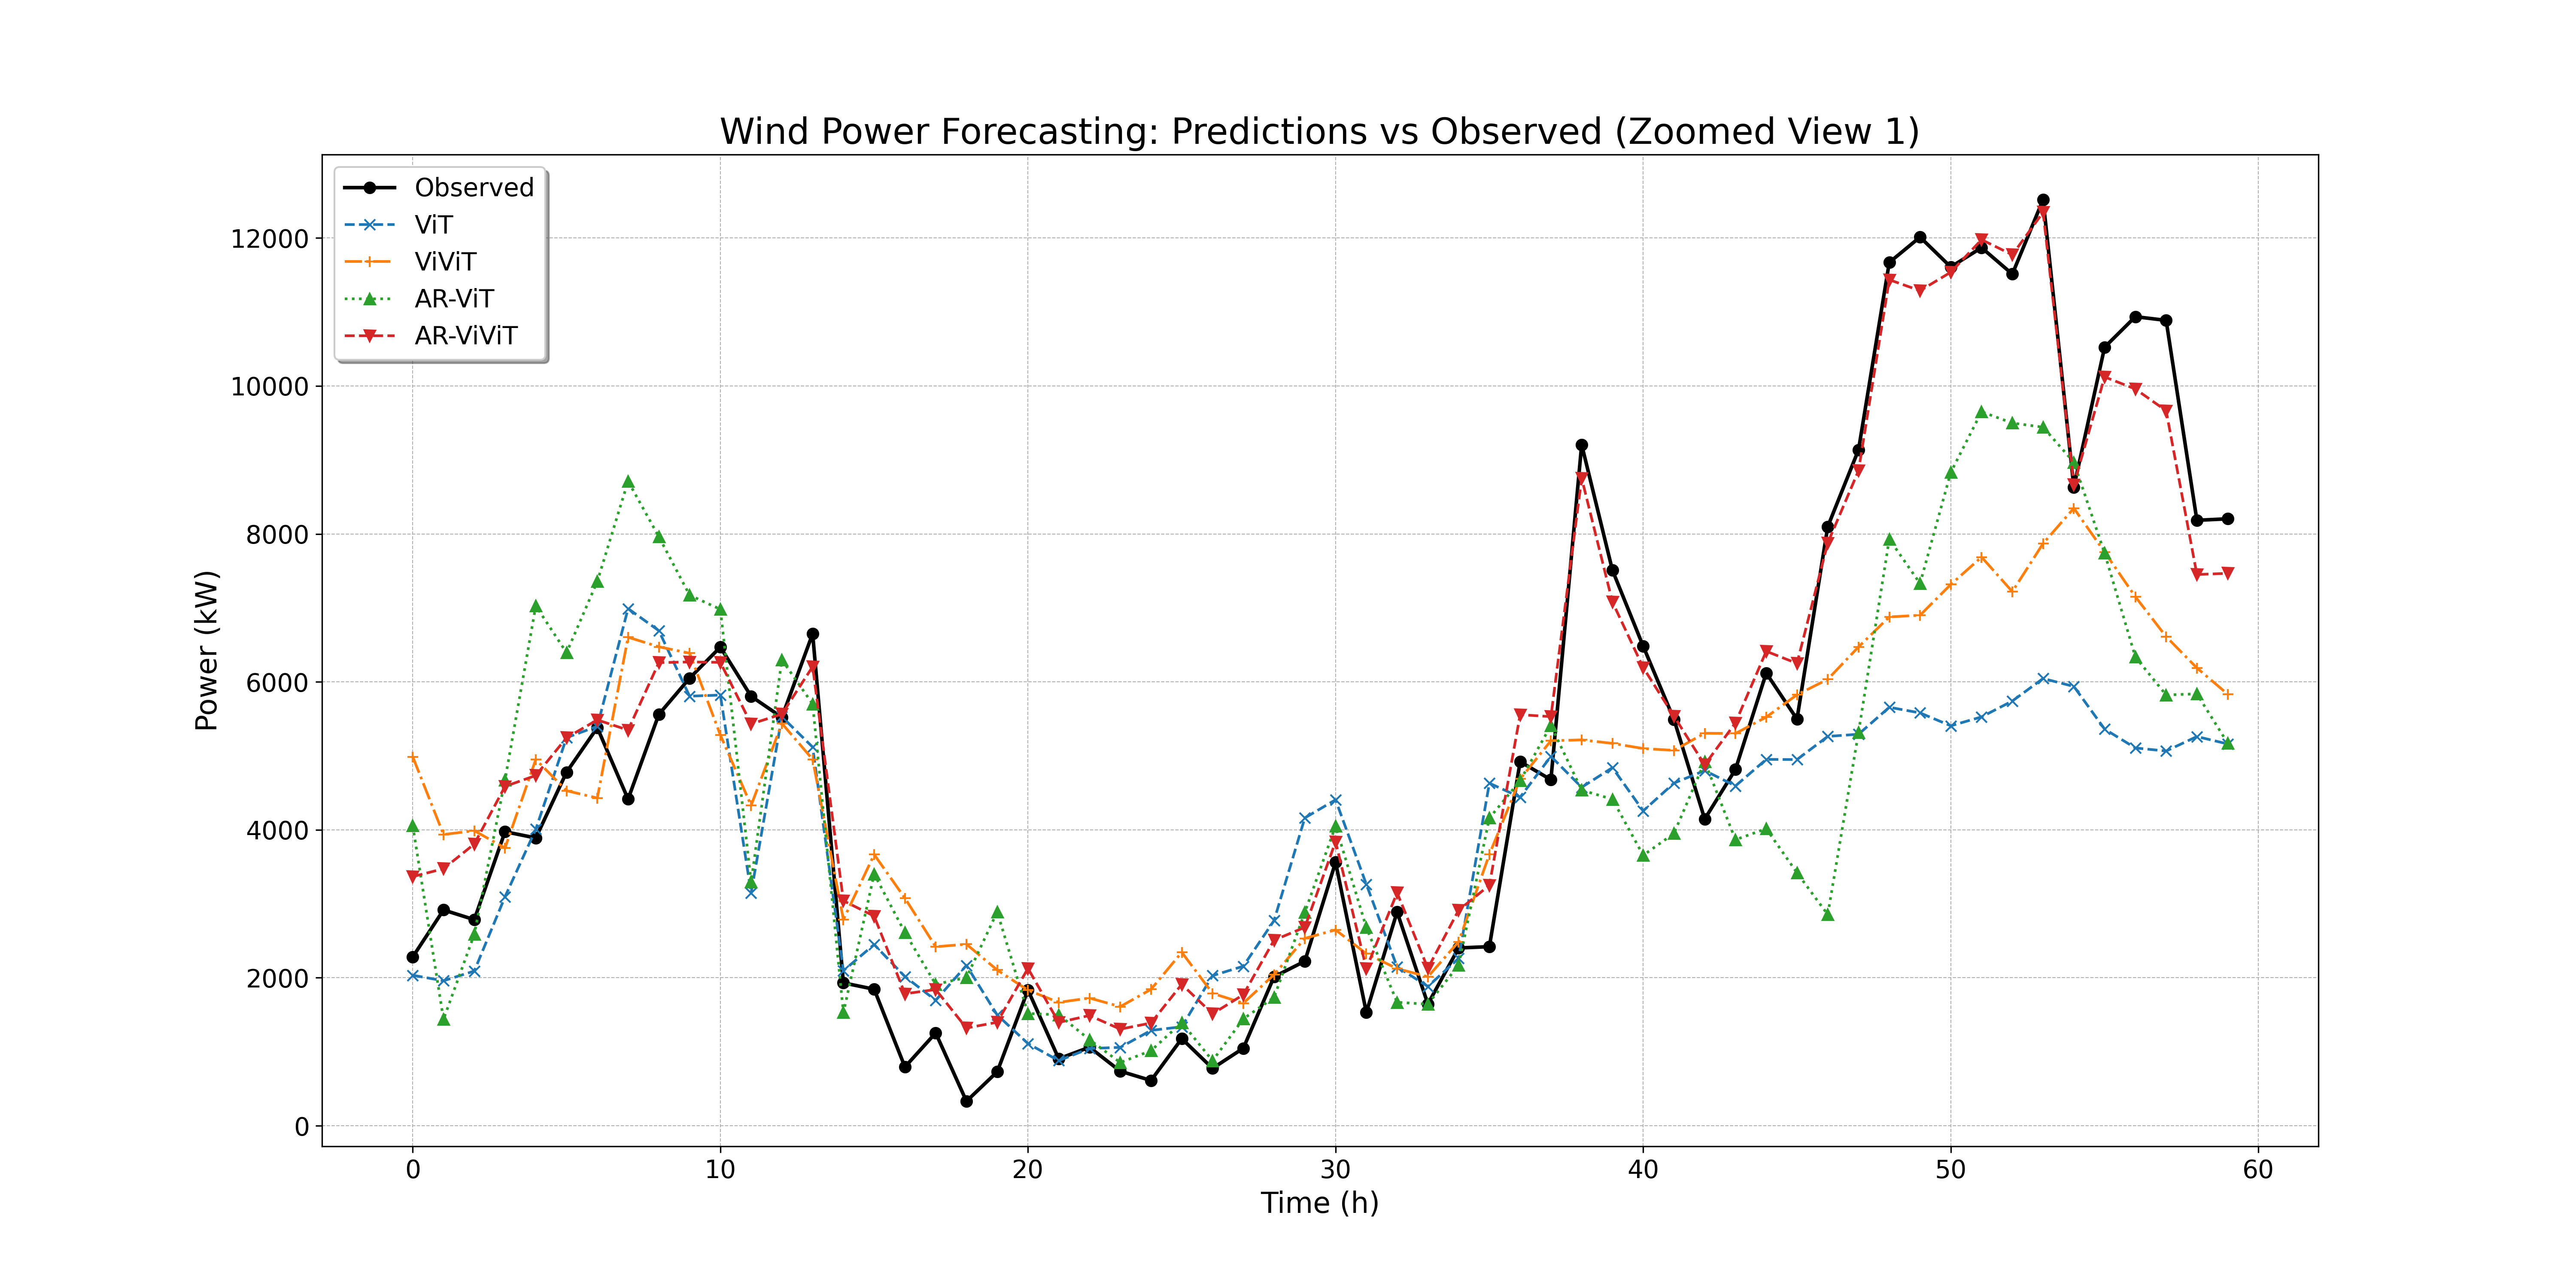 Wind Power Forecasting: Predictions vs Observed (Zoomed View 1)
Observed
ViT
ViViT
AR-ViT
AR-ViViT
Power (kW)
12000
10000
8000
6000
4000
2000
0
0 10 20 30 40 50 60
Time (h)